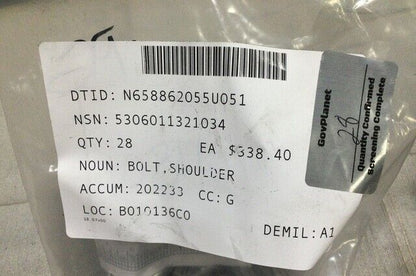 DTID: N658862055U051
NSN: 5306011321034
QTY: 28 EA $338.40
NOUN: BOLT,SHOULDER
ACCUM: 202233 CC: G
LOC: BO10136CO
DEMIL: A1
GovPlanet
28
Quantity Confirmed
Screening Complete